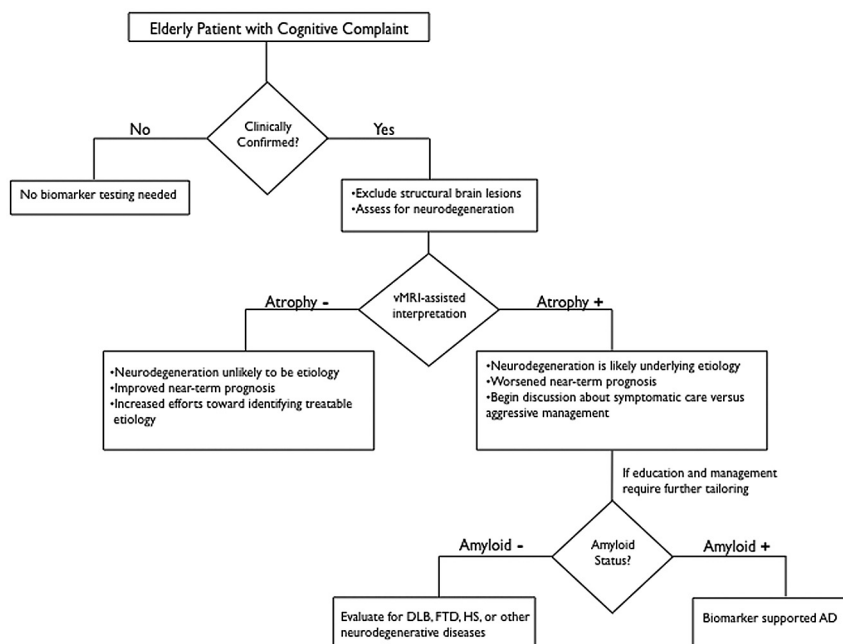 Elderly Patient with Cognitive Complaint
Clinically
Confirmed?
No
Yes
No biomarker testing needed
•Exclude structural brain lesions
•Assess for neurodegeneration
vMRI-assisted
interpretation
Atrophy -
Atrophy +
•Neurodegeneration unlikely to be etiology
•Improved near-term prognosis
•Increased efforts toward identifying treatable
etiology
•Neurodegeneration is likely underlying etiology
•Worsened near-term prognosis
•Begin discussion about symptomatic care versus
aggressive management
If education and management
require further tailoring
Amyloid
Status?
Amyloid -
Amyloid +
Evaluate for DLB, FTD, HS, or other
neurodegenerative diseases
Biomarker supported AD